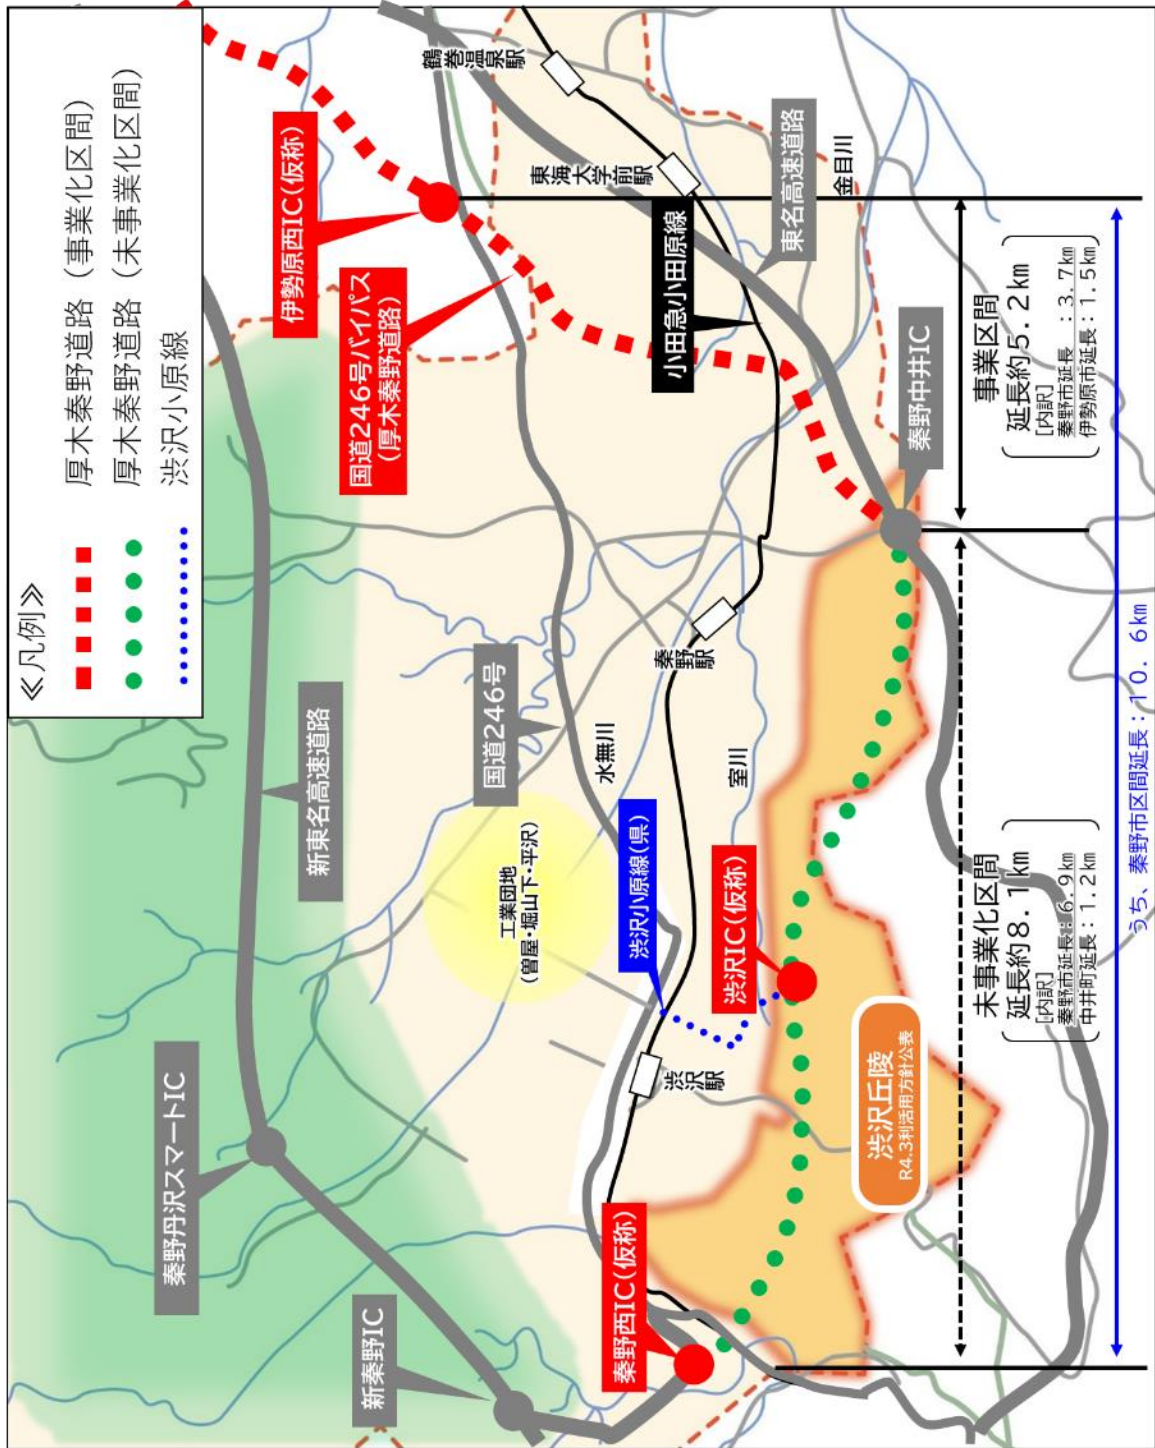 ≪凡例≫
厚木秦野道路（事業化区間）
厚木秦野道路（未事業化区間）
渋沢小原線
新秦野IC
秦野丹沢スマートIC
新東名高速道路
国道246号
工業団地
（曽屋・堀山下・平沢）
国道246号バイパス
（厚木秦野道路）
伊勢原西IC（仮称）
鶴巻温泉駅
東海大学前駅
小田急小田原線
東名高速道路
金目川
秦野中井IC
秦野駅
水無川
室川
渋沢小原線（県）
渋沢IC（仮称）
渋沢駅
秦野西IC（仮称）
渋沢丘陵
R4.3利活用方針公表
未事業化区間
延長約8.1km
[内訳]
秦野市延長：6.9km
中井町延長：1.2km
事業区間
延長約5.2km
[内訳]
秦野市延長　：3.7km
伊勢原市延長：1.5km
うち、秦野市区間延長：10.6km